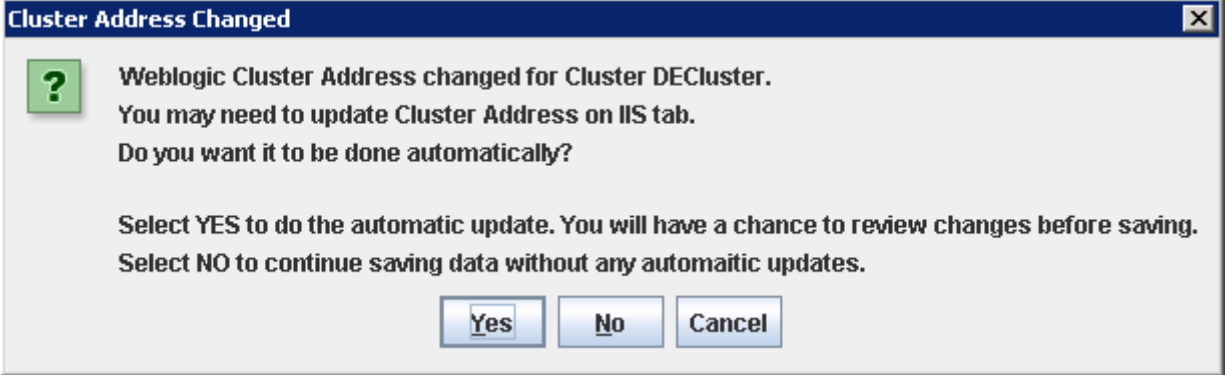 Cluster Address Changed
?
Weblogic Cluster Address changed for Cluster DECluster.
You may need to update Cluster Address on IIS tab.
Do you want it to be done automatically?
Select YES to do the automatic update. You will have a chance to review changes before saving.
Select NO to continue saving data without any automaitic updates.
Yes No Cancel